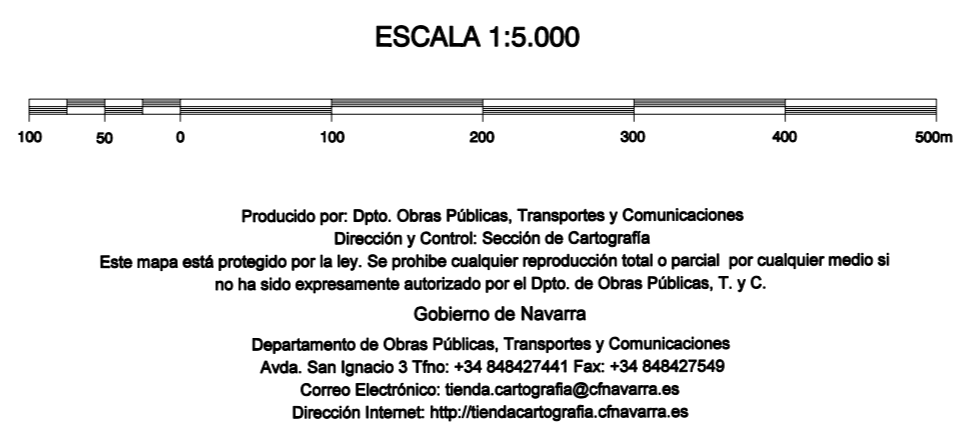 ESCALA 1:5.000
100 50 0 100 200 300 400 500m
Producido por: Dpto. Obras Públicas, Transportes y Comunicaciones
Dirección y Control: Sección de Cartografía
Este mapa está protegido por la ley. Se prohibe cualquier reproducción total o parcial por cualquier medio si
no ha sido expresamente autorizado por el Dpto. de Obras Públicas, T. y C.
Gobierno de Navarra
Departamento de Obras Públicas, Transportes y Comunicaciones
Avda. San Ignacio 3 Tfno: +34 848427441 Fax: +34 848427549
Correo Electrónico: tienda.cartografia@cfnavarra.es
Dirección Internet: http://tiendacartografia.cfnavarra.es